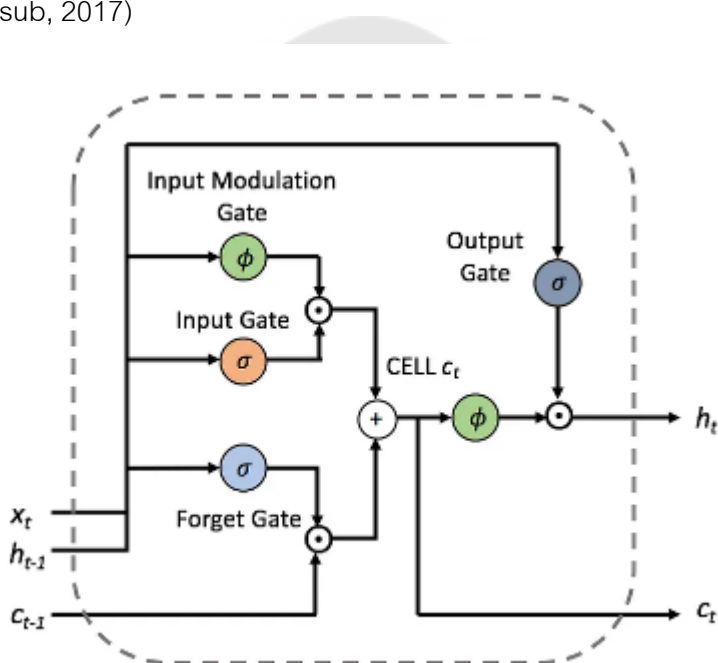 sub, 2017)
Input Modulation
Gate
ϕ
Output
Gate
σ
Input Gate
σ
CELL cₜ
+
ϕ
hₜ
σ
Forget Gate
xₜ
hₜ₋₁
cₜ₋₁
cₜ